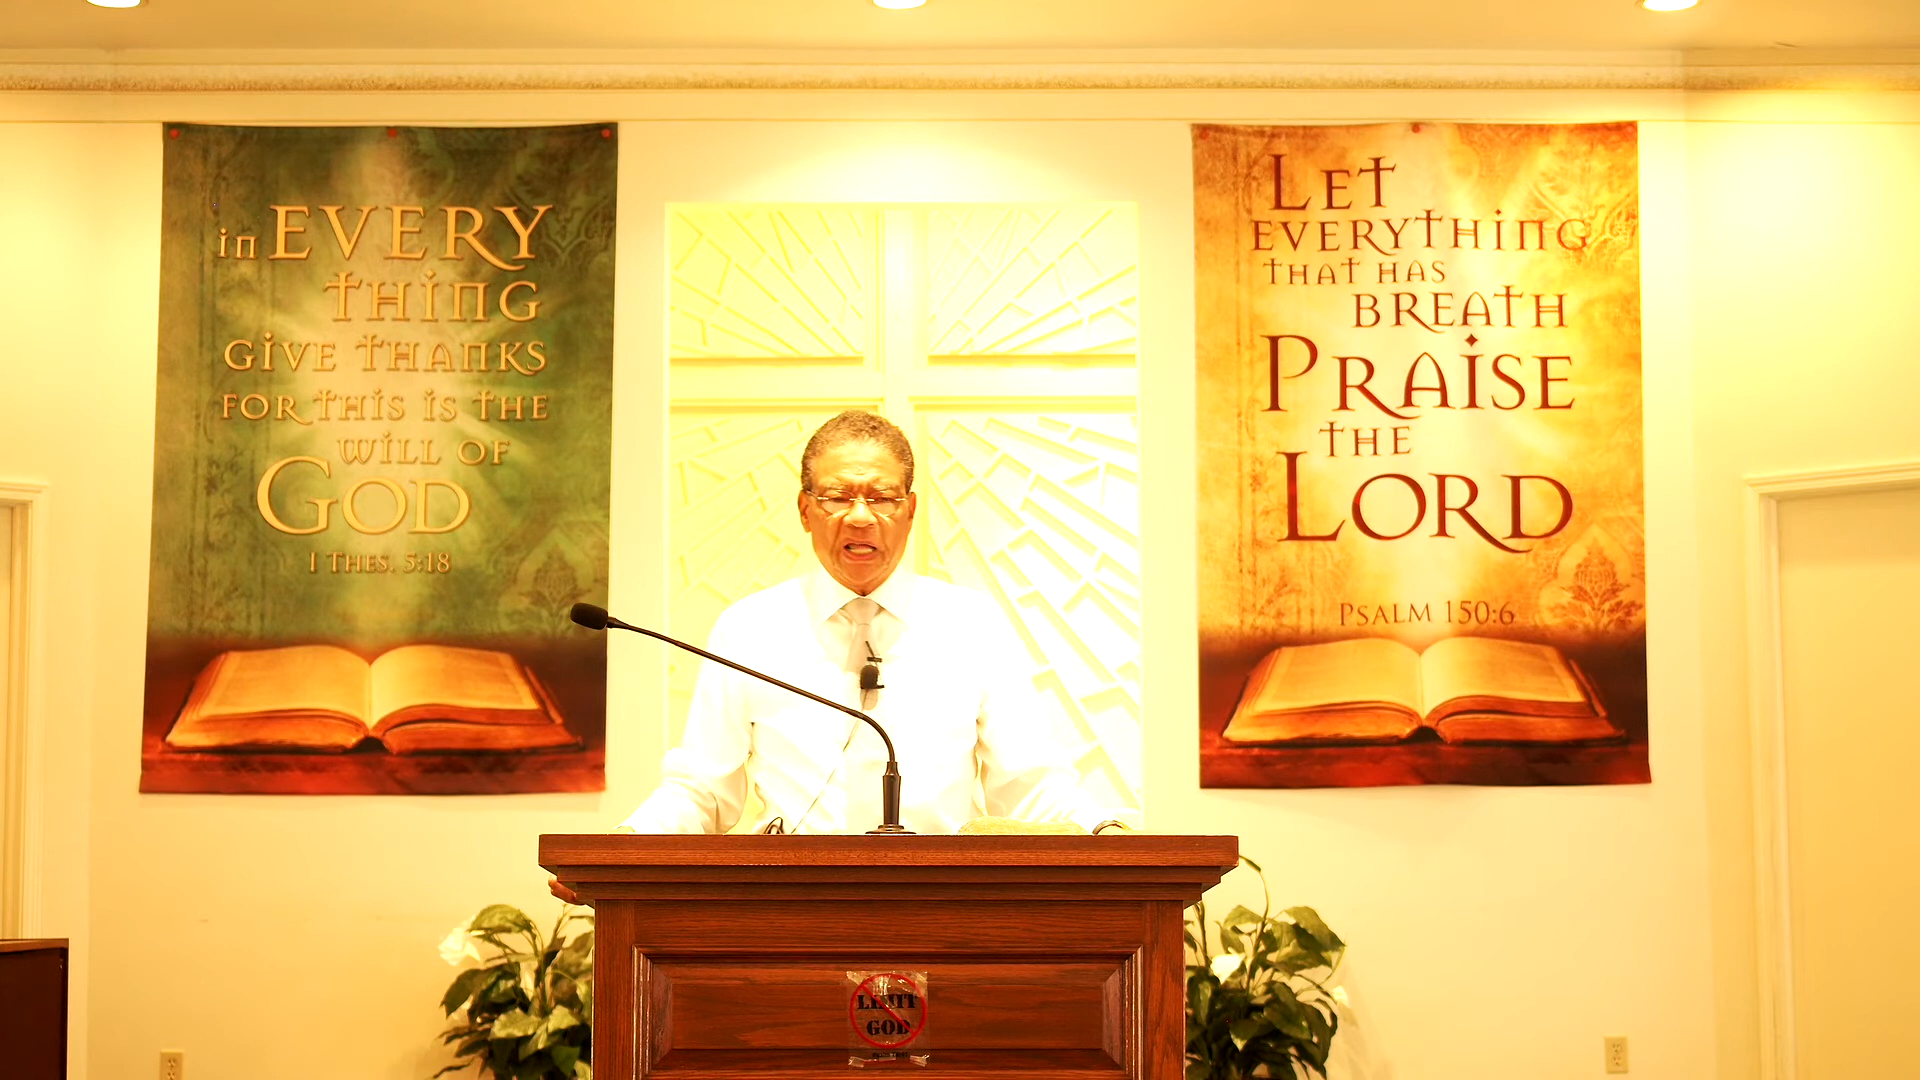 in EVERY
THING
GIVE THANKS
FOR THIS IS THE
WILL OF
GOD
I THES. 5:18
LET
EVERYTHING
THAT HAS
BREATH
PRAISE
THE
LORD
PSALM 150:6
LIMIT
GOD